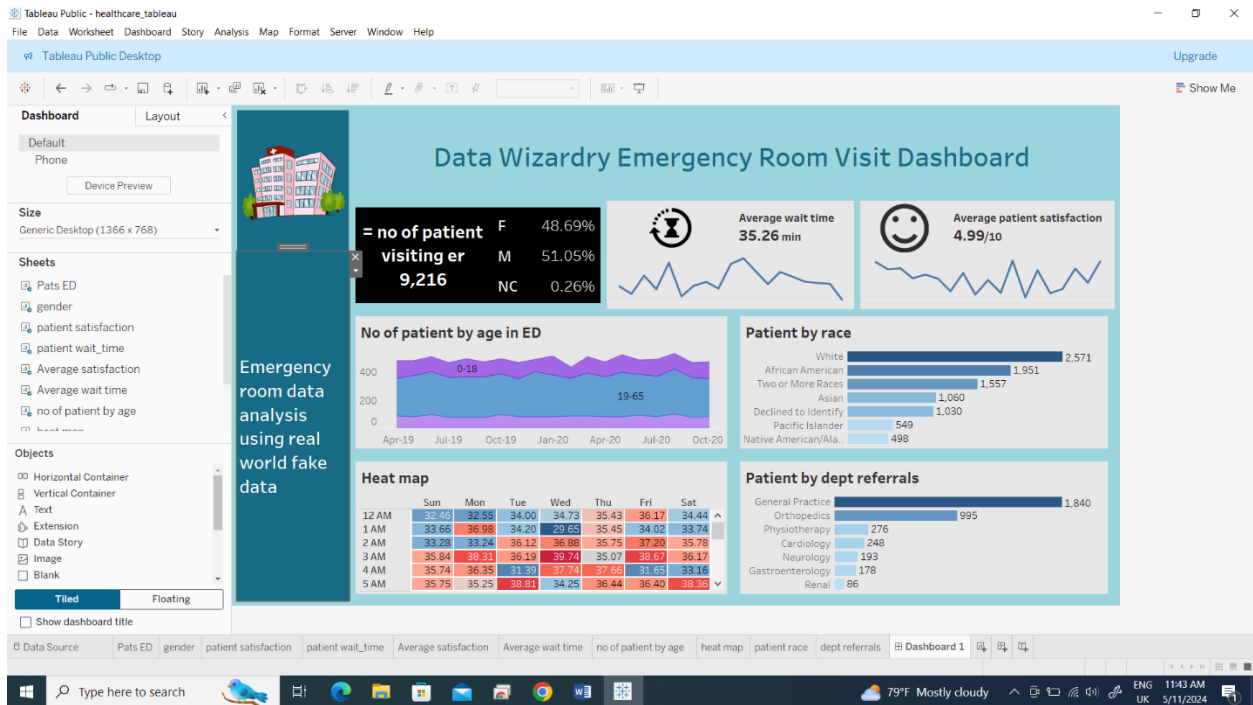 Tableau Public - healthcare_tableau
File Data Worksheet Dashboard Story Analysis Map Format Server Window Help
Tableau Public Desktop
Upgrade
Show Me
Dashboard
Layout
Default
Phone
Device Preview
Size
Generic Desktop (1366 x 768)
Sheets
Pats ED
gender
patient satisfaction
patient wait_time
Average satisfaction
Average wait time
no of patient by age
Objects
Horizontal Container
Vertical Container
Text
Extension
Data Story
Image
Blank
Tiled
Floating
Show dashboard title
Emergency
room data
analysis
using real
world fake
data
Data Wizardry Emergency Room Visit Dashboard
= no of patient
visiting er
9,216
F 48.69%
M 51.05%
NC 0.26%
Average wait time
35.26 min
Average patient satisfaction
4.99/10
No of patient by age in ED
400
200
0
0-18
19-65
Apr-19 Jul-19 Oct-19 Jan-20 Apr-20 Jul-20 Oct-20
Patient by race
White 2,571
African American 1,951
Two or More Races 1,557
Asian 1,060
Declined to Identify 1,030
Pacific Islander 549
Native American/Ala.. 498
Heat map
Sun Mon Tue Wed Thu Fri Sat
12 AM 32.46 32.55 34.00 34.73 35.43 36.17 34.44
1 AM 33.66 36.98 34.20 29.65 35.45 34.02 33.74
2 AM 33.28 33.24 36.12 36.88 35.75 37.20 35.78
3 AM 35.84 38.31 36.19 39.74 35.07 38.67 36.17
4 AM 35.74 36.35 31.39 37.74 37.66 31.65 33.16
5 AM 35.75 35.25 38.81 34.25 36.44 36.40 38.36
Patient by dept referrals
General Practice 1,840
Orthopedics 995
Physiotherapy 276
Cardiology 248
Neurology 193
Gastroenterology 178
Renal 86
Data Source Pats ED gender patient satisfaction patient wait_time Average satisfaction Average wait time no of patient by age heat map patient race dept referrals Dashboard 1
Type here to search
79°F Mostly cloudy
ENG
UK
11:43 AM
5/11/2024
1